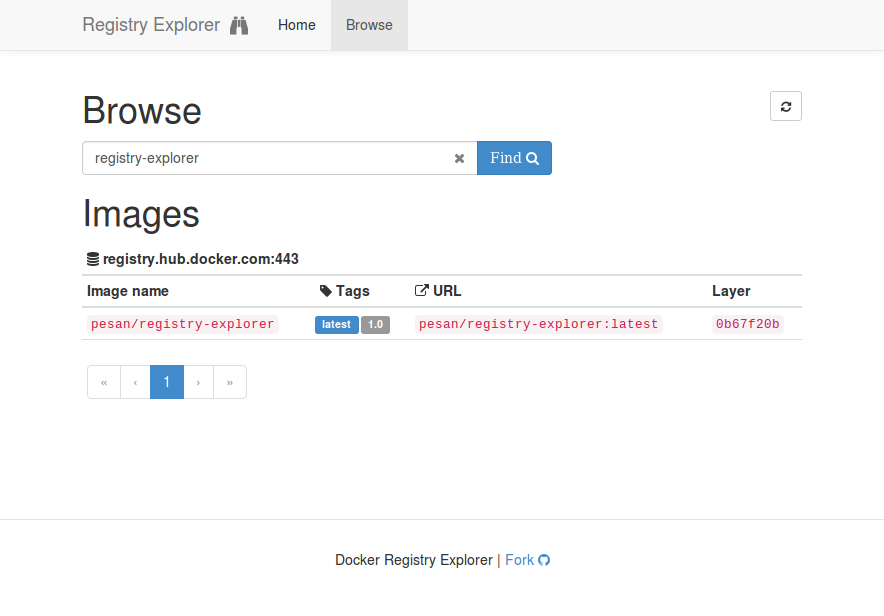 Registry Explorer Home Browse
Browse
registry-explorer Find
Images
registry.hub.docker.com:443
Image name Tags URL Layer
pesan/registry-explorer latest 1.0 pesan/registry-explorer:latest 0b67f20b
« ‹ 1 › »
Docker Registry Explorer | Fork